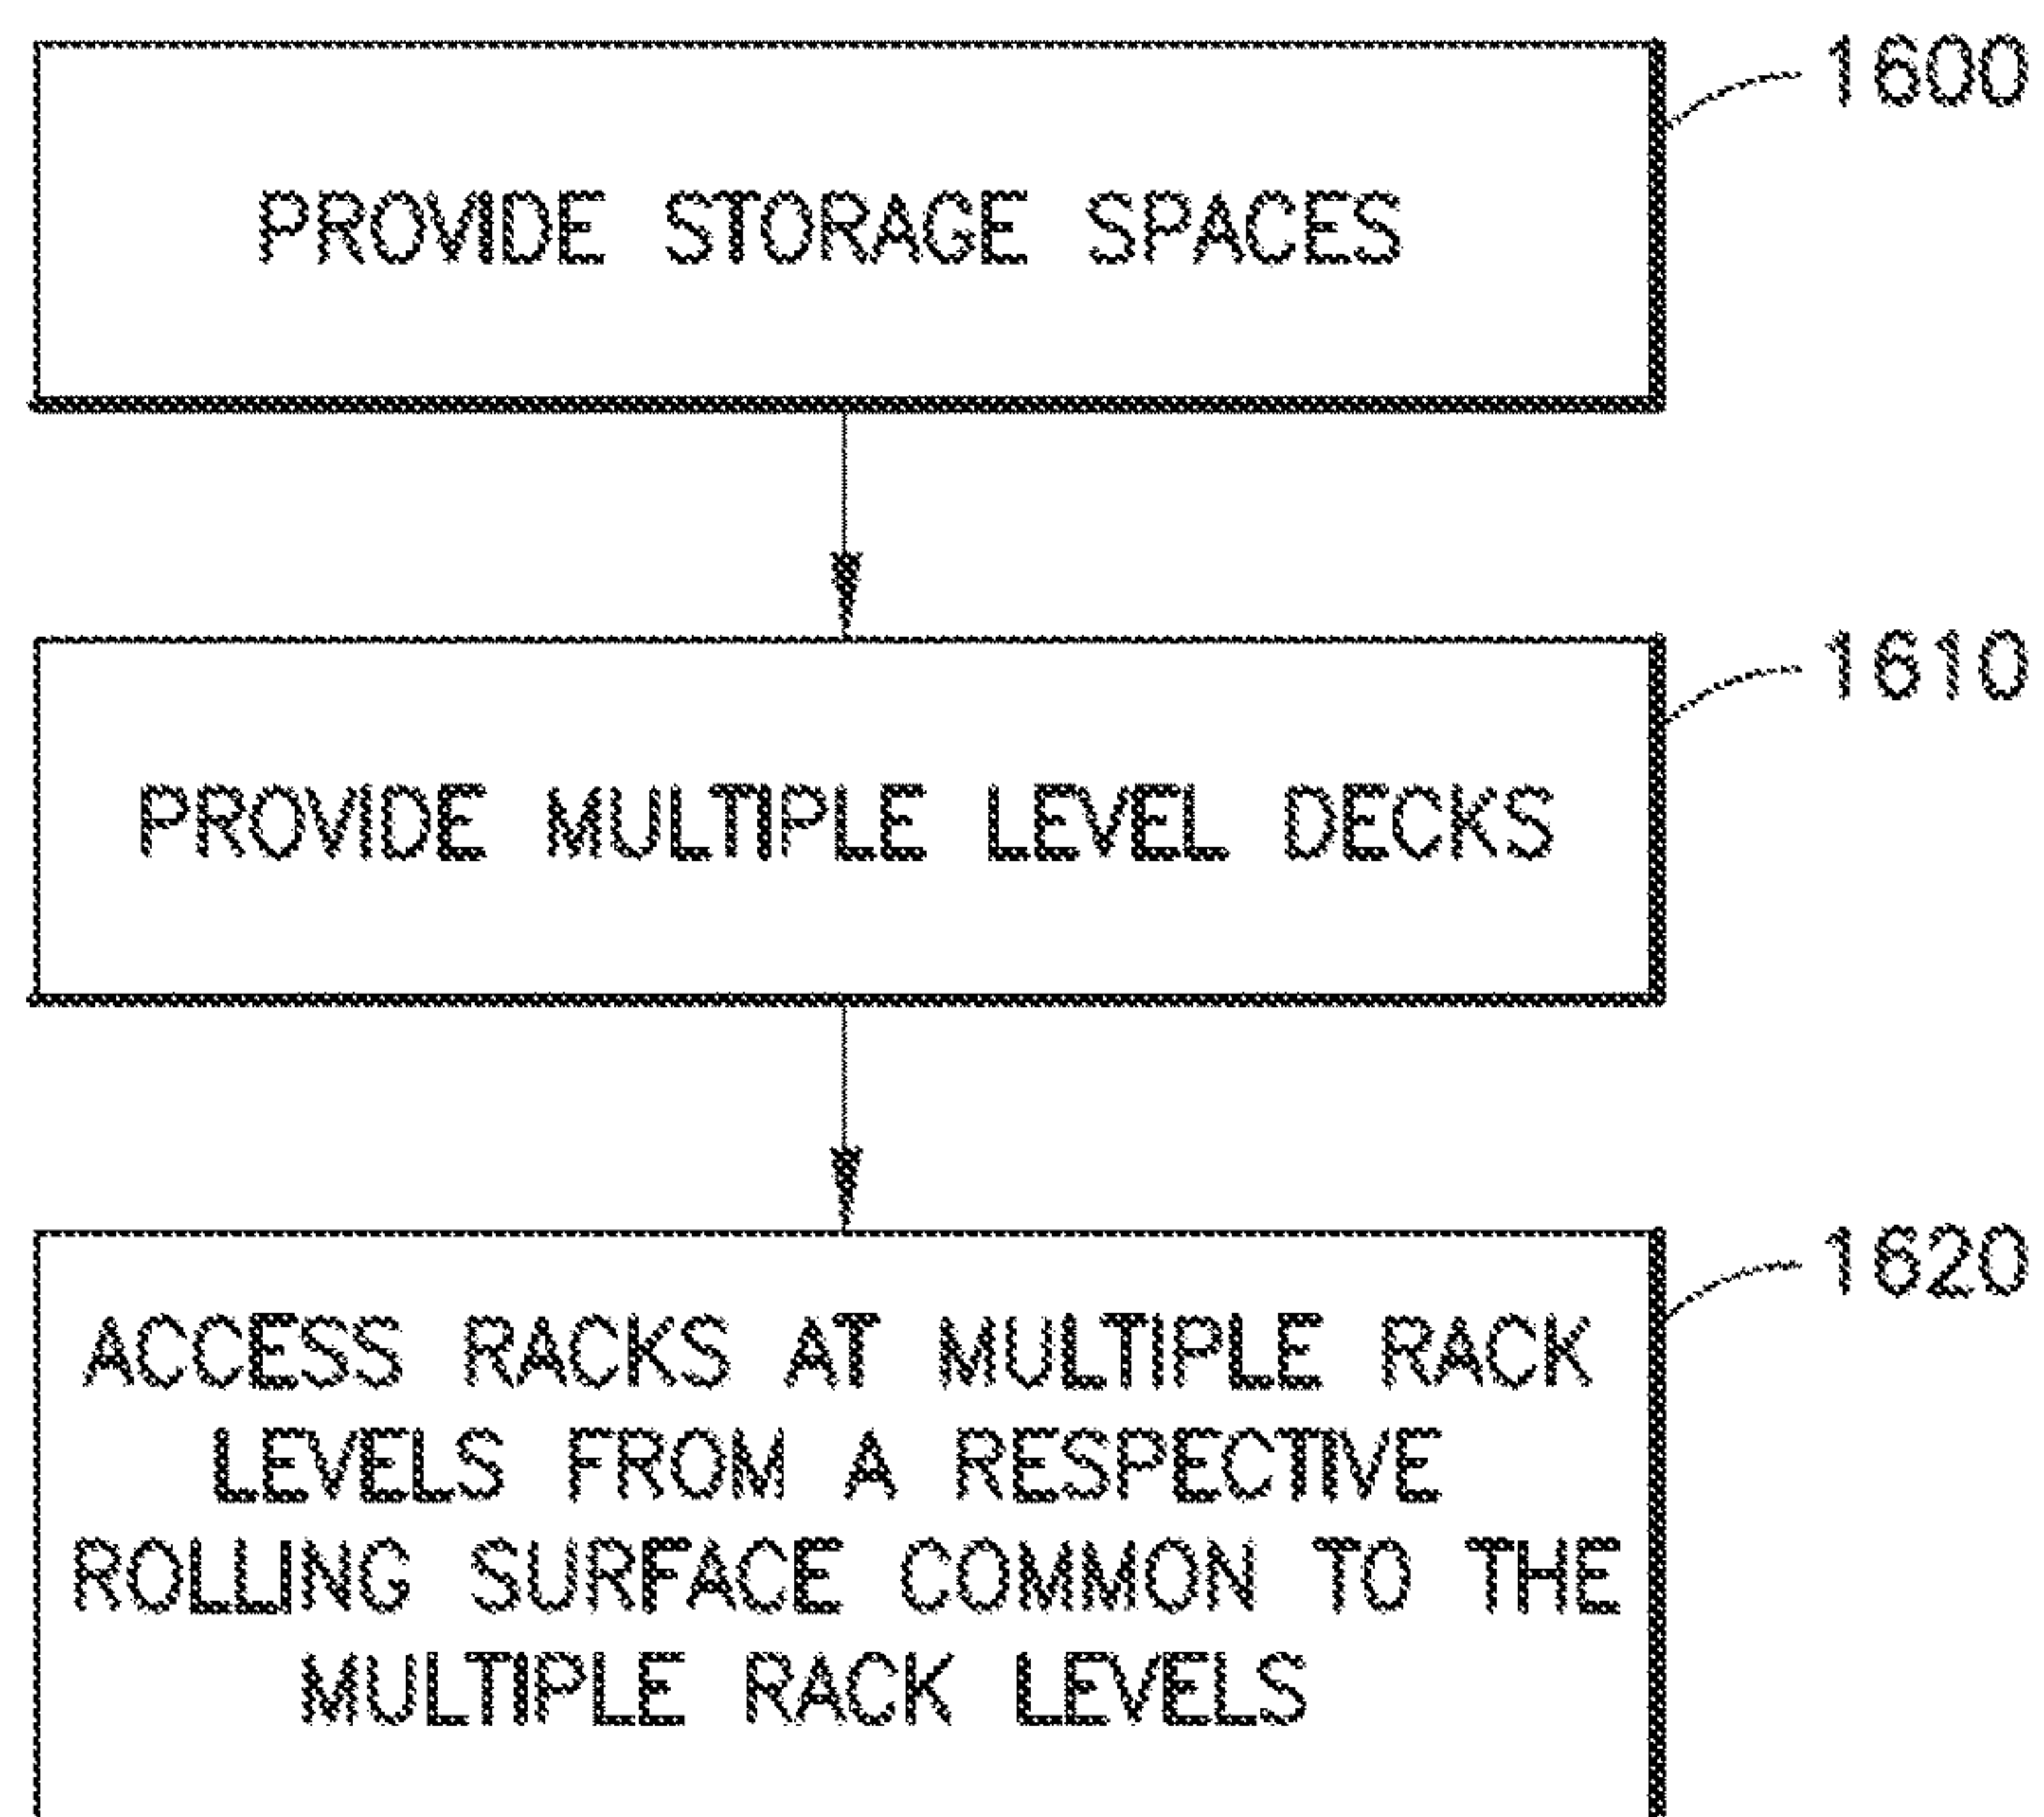 1600
PROVIDE STORAGE SPACES
1610
PROVIDE MULTIPLE LEVEL DECKS
1620
ACCESS RACKS AT MULTIPLE RACK
LEVELS FROM A RESPECTIVE
ROLLING SURFACE COMMON TO THE
MULTIPLE RACK LEVELS